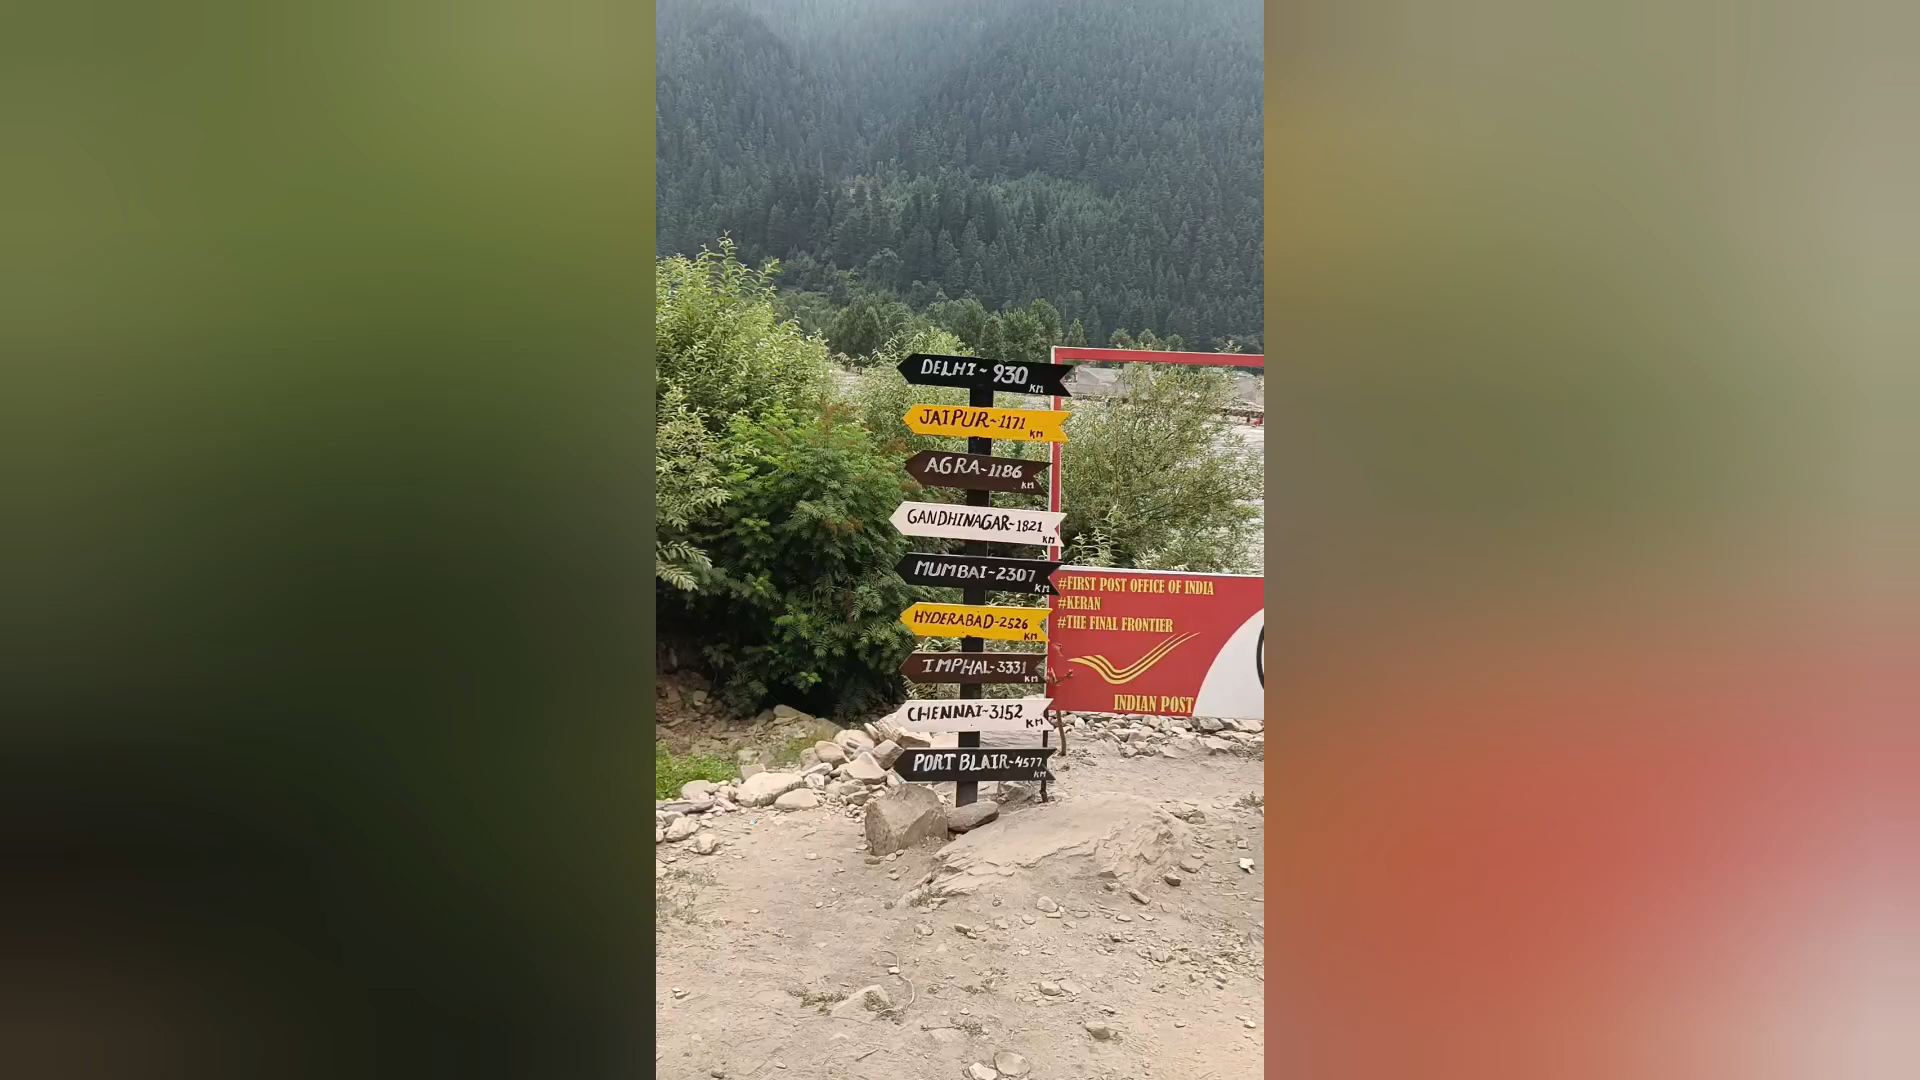 DELHI~930
KM
JAIPUR~1171
KM
AGRA-1186
KM
GANDHINAGAR-1821
KM
MUMBAI-2307
KM
HYDERABAD-2526
KM
IMPHAL-3331
KM
CHENNAI-3152
KM
PORT BLAIR-4577
KM
#FIRST POST OFFICE OF INDIA
#KERAN
#THE FINAL FRONTIER
INDIAN POST